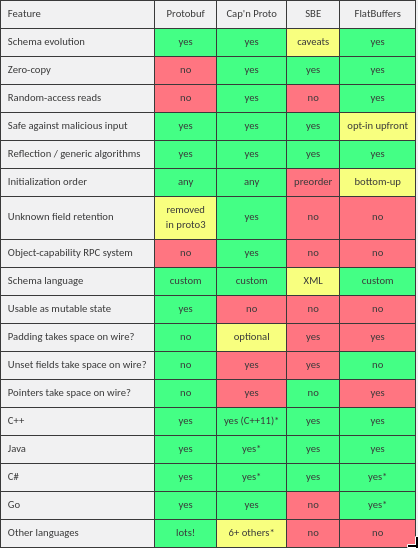 Feature Protobuf Cap'n Proto SBE FlatBuffers
Schema evolution yes yes caveats yes
Zero-copy no yes yes yes
Random-access reads no yes no yes
Safe against malicious input yes yes yes opt-in upfront
Reflection / generic algorithms yes yes yes yes
Initialization order any any preorder bottom-up
Unknown field retention removed in proto3 yes no no
Object-capability RPC system no yes no no
Schema language custom custom XML custom
Usable as mutable state yes no no no
Padding takes space on wire? no optional yes yes
Unset fields take space on wire? no yes yes no
Pointers take space on wire? no yes no yes
C++ yes yes (C++11)* yes yes
Java yes yes* yes yes
C# yes yes* yes yes*
Go yes yes no yes*
Other languages lots! 6+ others* no no